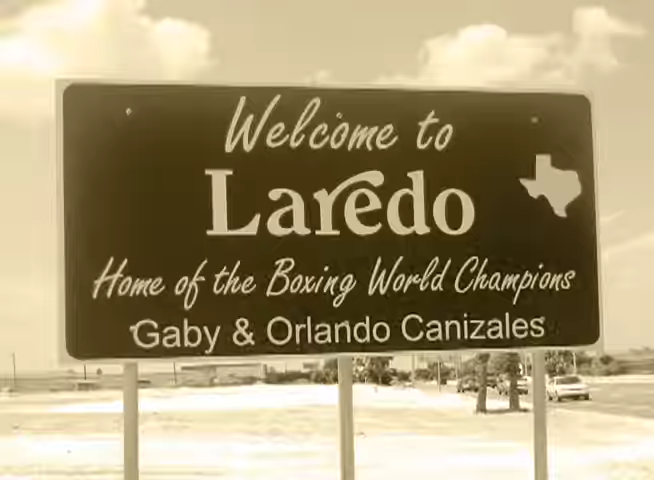 Welcome to
Laredo
Home of the Boxing World Champions
Gaby & Orlando Canizales